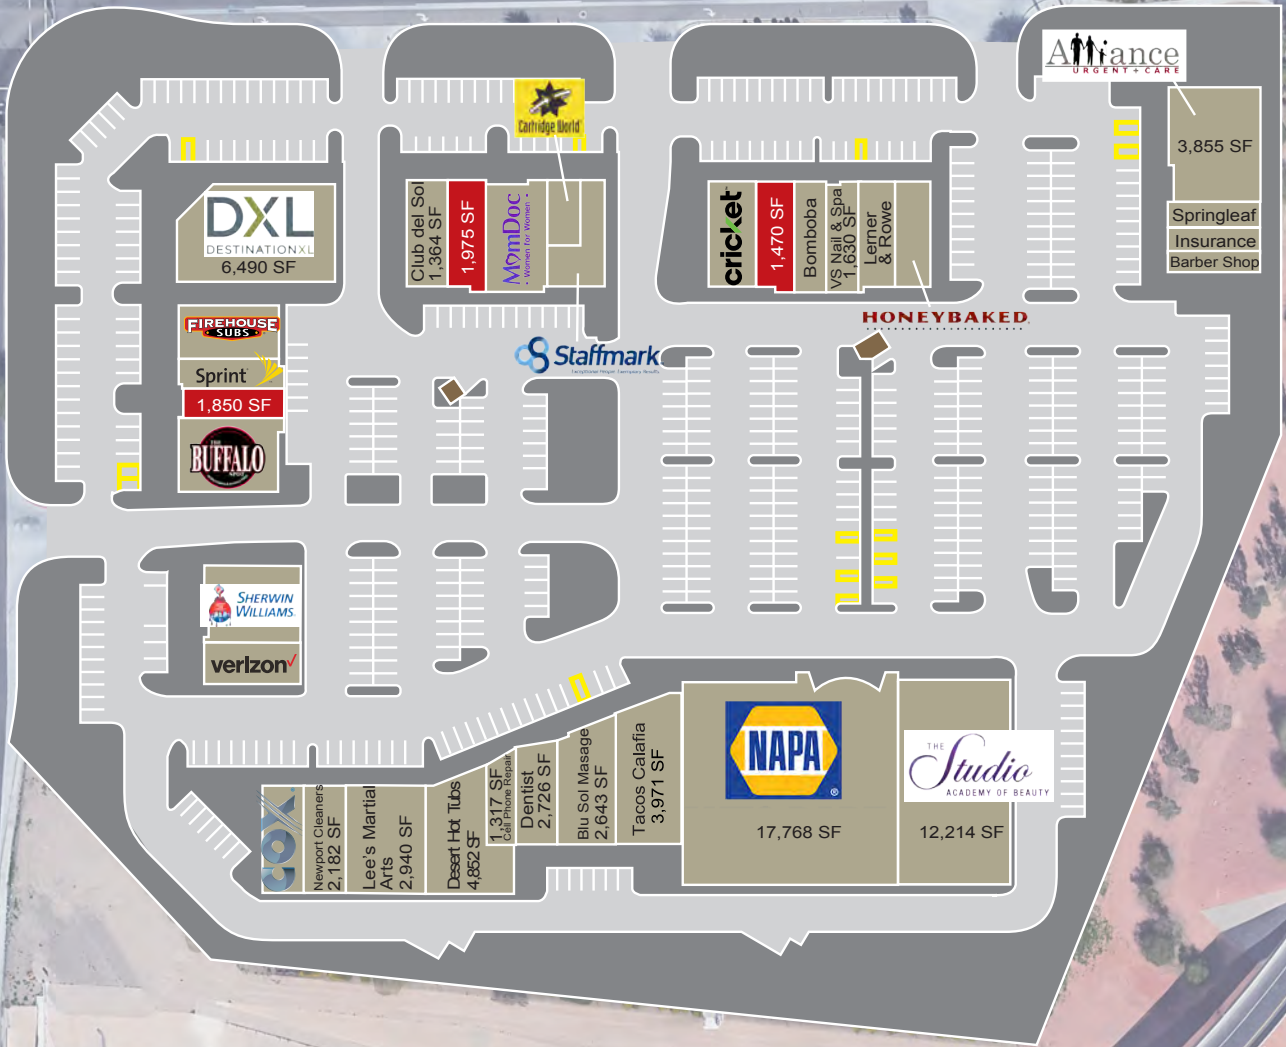 Alliance
URGENT + CARE
3,855 SF
Springleaf
Insurance
Barber Shop
Cartridge World
DXL
DESTINATION XL
6,490 SF
Club del Sol
1,364 SF
1,975 SF
MomDoc
• Women for Women •
cricket
1,470 SF
Bomboba
VS Nail & Spa
1,630 SF
Lerner
& Rowe
HONEYBAKED
FIREHOUSE
SUBS
Staffmark
Sprint
1,850 SF
THE
BUFFALO
SPOT
SHERWIN
WILLIAMS
verizon
COX
Newport Cleaners
2,182 SF
Lee's Martial
Arts
2,940 SF
Desert Hot Tubs
4,852 SF
1,317 SF
Cell Phone Repair
Dentist
2,726 SF
Blu Sol Masage
2,643 SF
Tacos Calafia
3,971 SF
NAPA
®
17,768 SF
THE
Studio
ACADEMY OF BEAUTY
12,214 SF